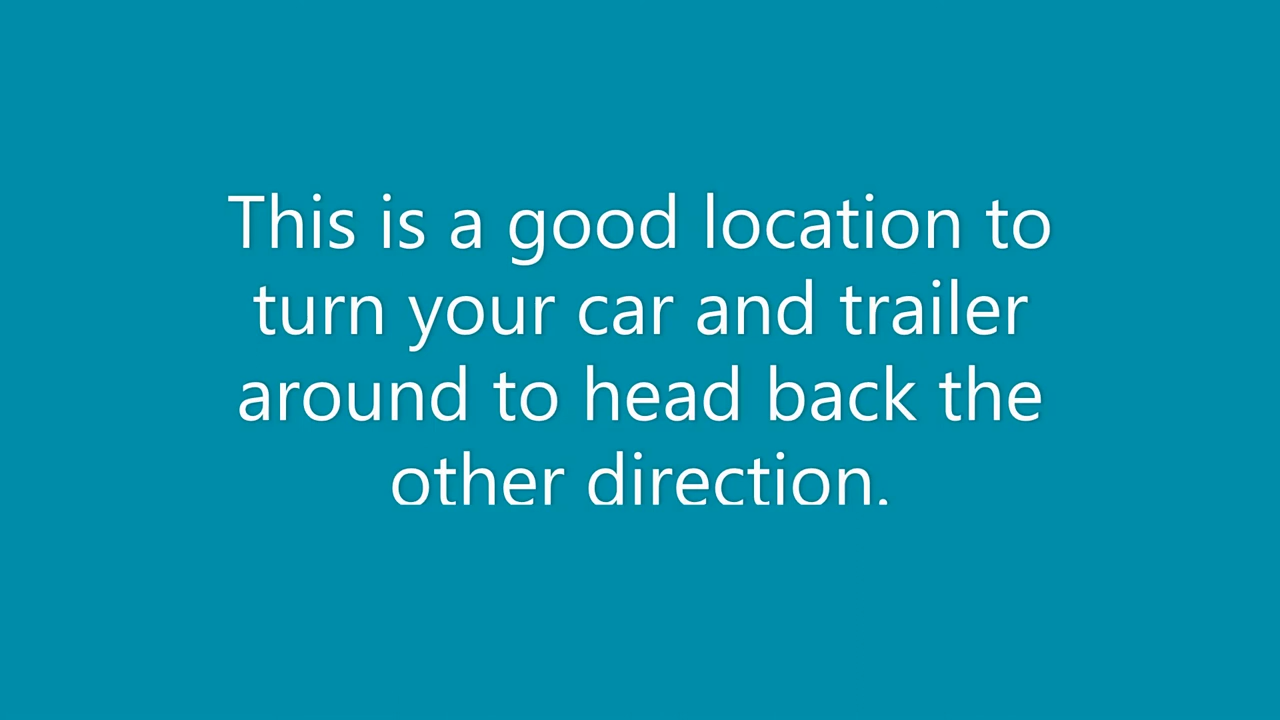 This is a good location to
turn your car and trailer
around to head back the
other direction.